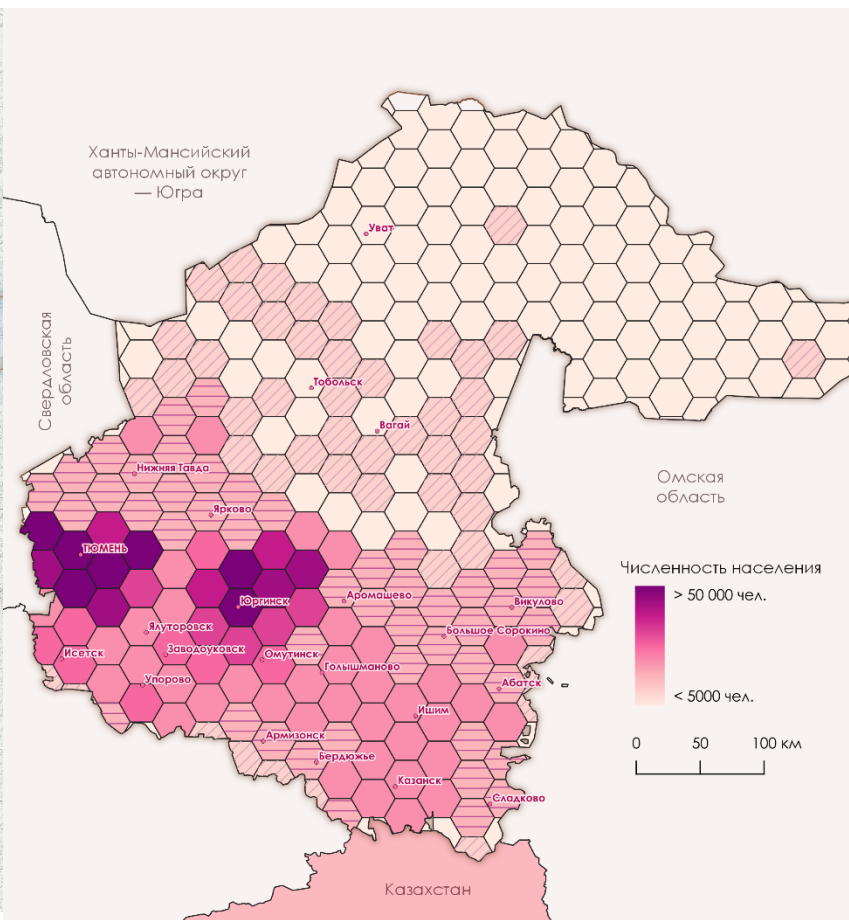 Ханты-Мансийский
автономный округ
— Югра
Уват
Свердловская
область
Тобольск
Вагай
Нижняя Тавда
Омская
область
Ярково
ТЮМЕНЬ
Численность населения
> 50 000 чел.
Юргинск
Аромашево
Викулово
Ялуторовск
Большое Сорокино
Исетск
Заводоуковск
Омутинск
Голышманово
Упорово
Абатск
< 5000 чел.
Ишим
Армизонск
0 50 100 км
Бердюжье
Казанск
Сладково
Казахстан